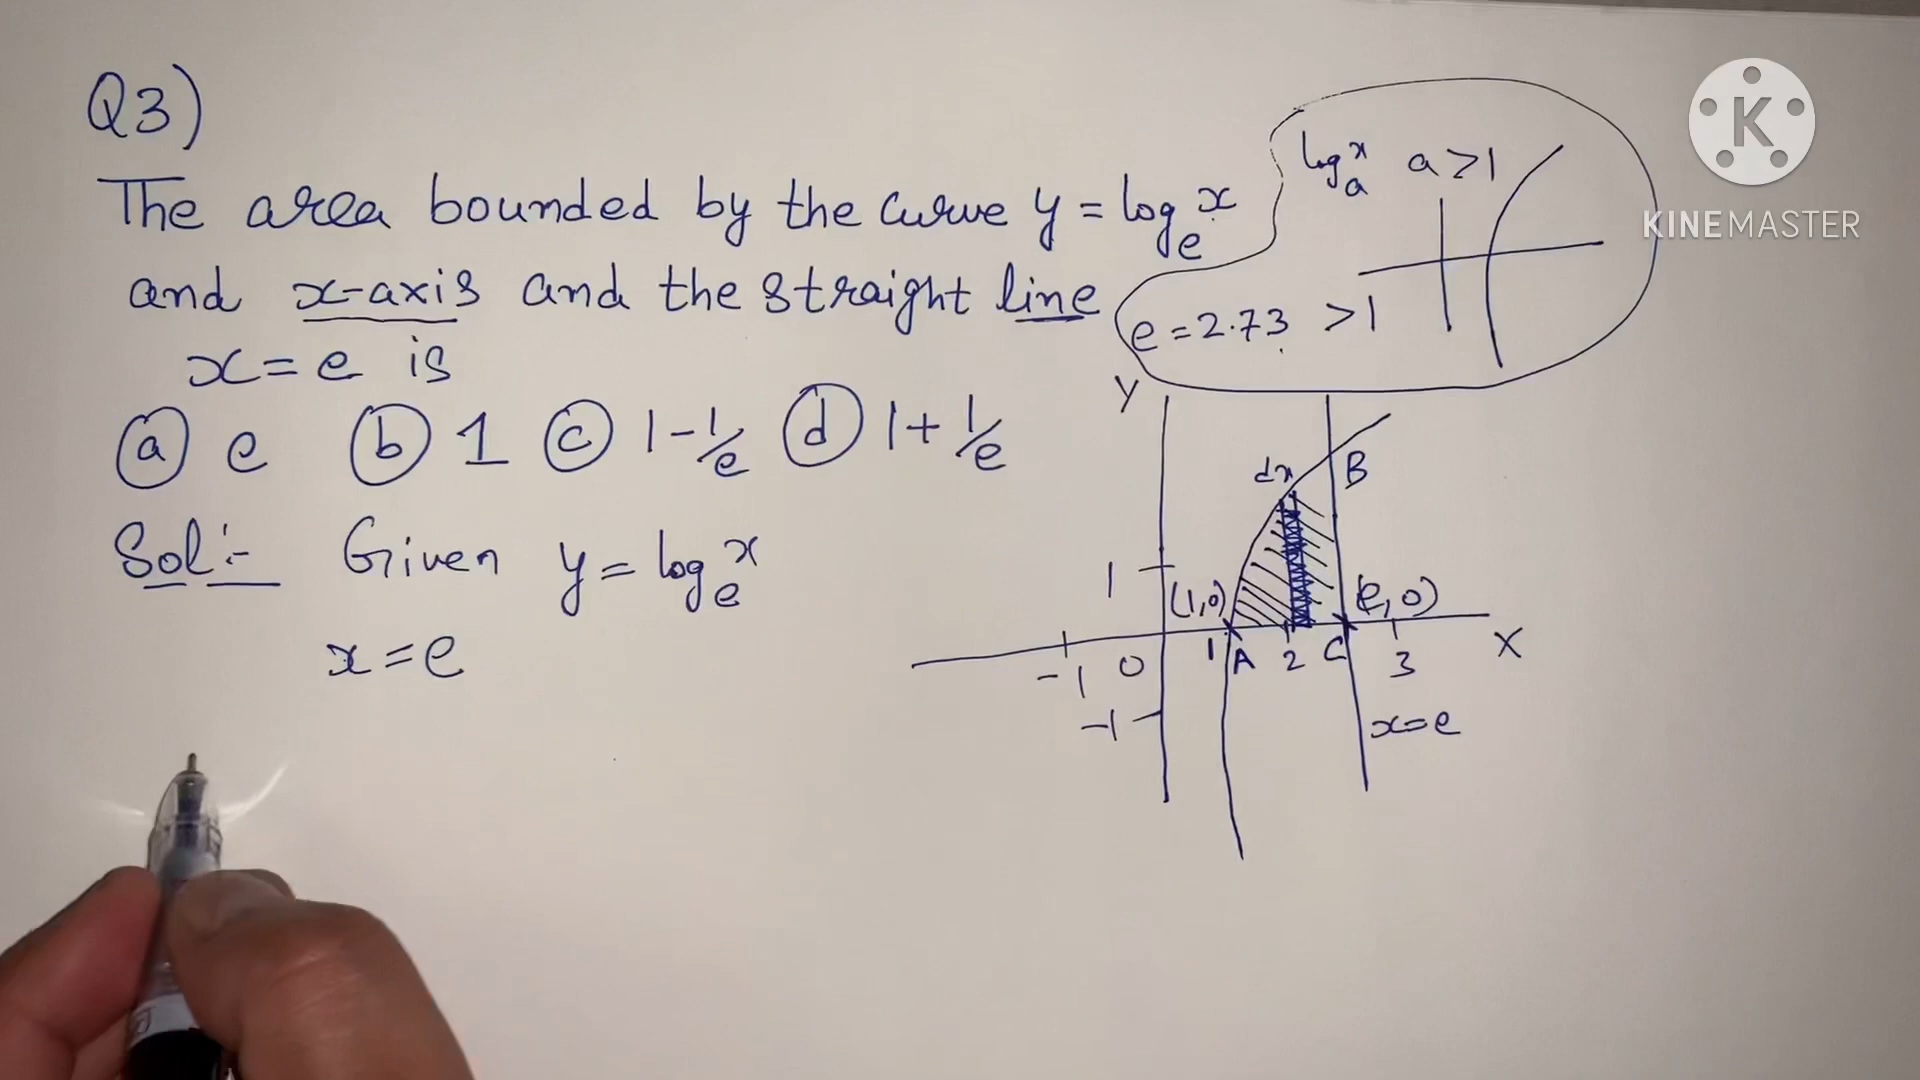 Q3)
The area bounded by the curve y = log_e x
and x-axis and the straight line
x = e is
(a) e (b) 1 (c) 1 - 1/e (d) 1 + 1/e
Sol:- Given y = log_e x
x = e
log_a x a > 1
e = 2.73 > 1
Y
dx B
1 (1,0) (e,0)
-1 0 1 A 2 C 3 X
-1 x = e
K
KINEMASTER